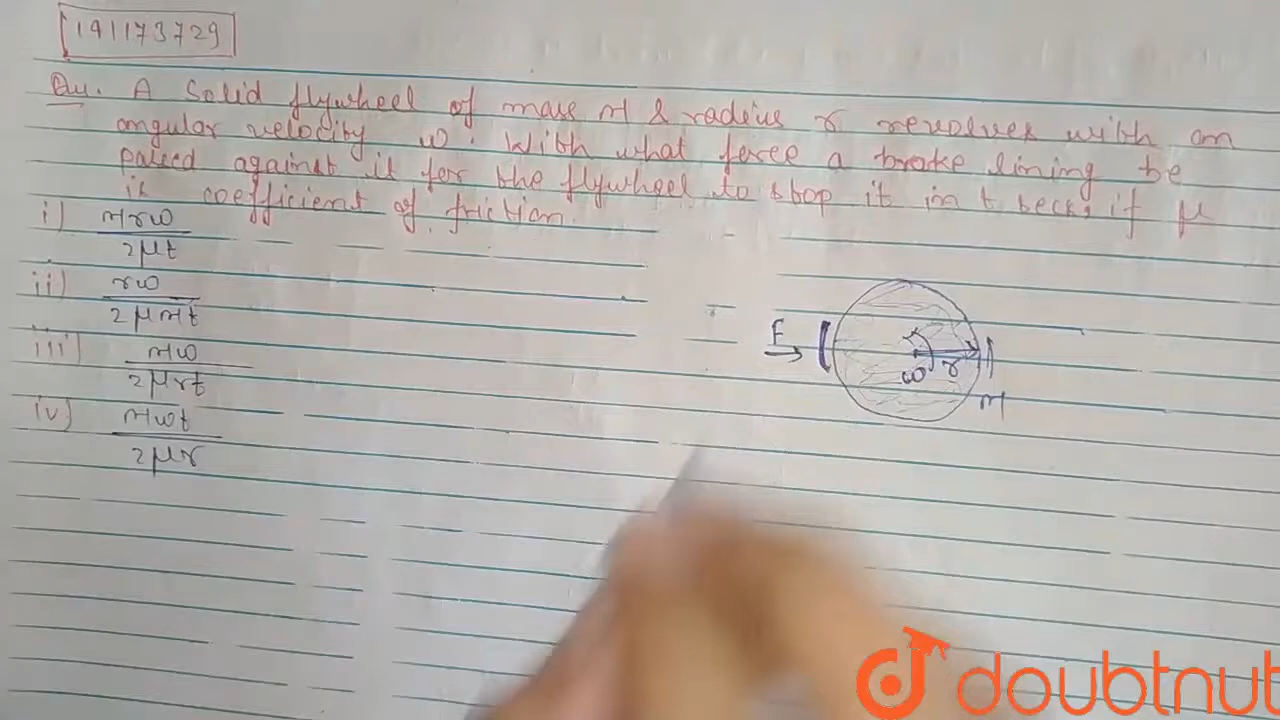 141173729
Qu. A Solid flywheel of mass M & radius r revolves with an
angular velocity ω. With what force a brake lining be
paced against it for the flywheel to stop it in t secs, if μ
is coefficient of friction.
i) Mrω
2μt
ii) rω
2μMt
iii) Mω
2μrt
iv) Mωt
2μr
F
ω r
M
doubtnut